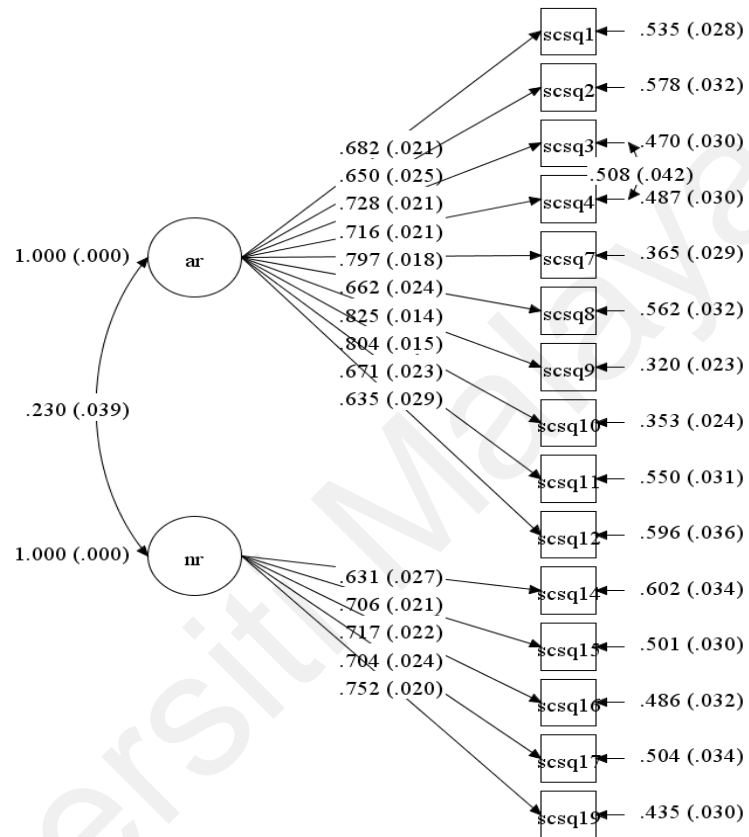 scsq1 .535 (.028)
scsq2 .578 (.032)
scsq3 .470 (.030)
.508 (.042)
scsq4 .487 (.030)
scsq7 .365 (.029)
scsq8 .562 (.032)
scsq9 .320 (.023)
scsq10 .353 (.024)
scsq11 .550 (.031)
scsq12 .596 (.036)
scsq14 .602 (.034)
scsq15 .501 (.030)
scsq16 .486 (.032)
scsq17 .504 (.034)
scsq19 .435 (.030)
.682 (.021)
.650 (.025)
.728 (.021)
.716 (.021)
.797 (.018)
.662 (.024)
.825 (.014)
.804 (.015)
.671 (.023)
.635 (.029)
.631 (.027)
.706 (.021)
.717 (.022)
.704 (.024)
.752 (.020)
1.000 (.000) ar
.230 (.039)
1.000 (.000) nr
ersiti Malaya